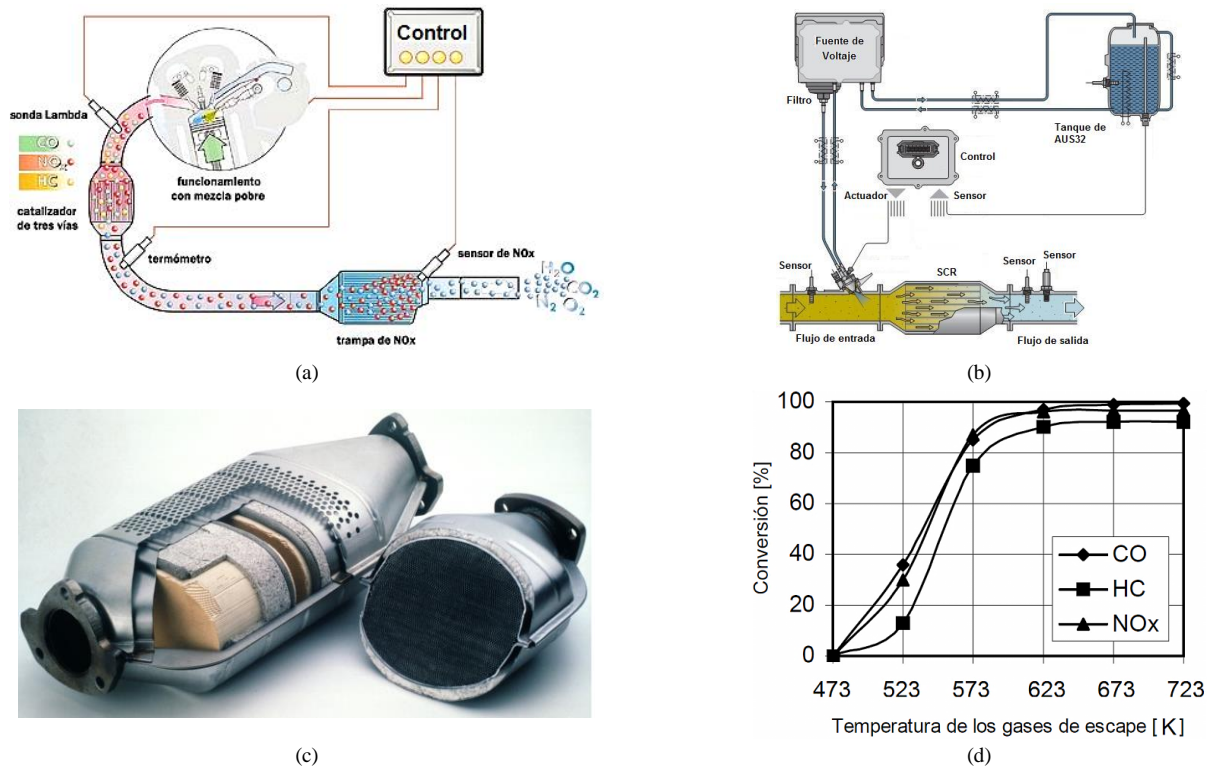 Control
sonda Lambda
CO
NOx
HC
catalizador
de tres vías
funcionamiento
con mezcla pobre
termómetro
sensor de NOx
trampa de NOx
H2O
CO2
N2
(a)
Fuente de
Voltaje
Filtro
Tanque de
AUS32
Control
Actuador
Sensor
Sensor
SCR
Sensor
Sensor
Flujo de entrada
Flujo de salida
(b)
(c)
Conversión [%]
100
80
60
40
20
0
CO
HC
NOx
473 523 573 623 673 723
Temperatura de los gases de escape [K]
(d)